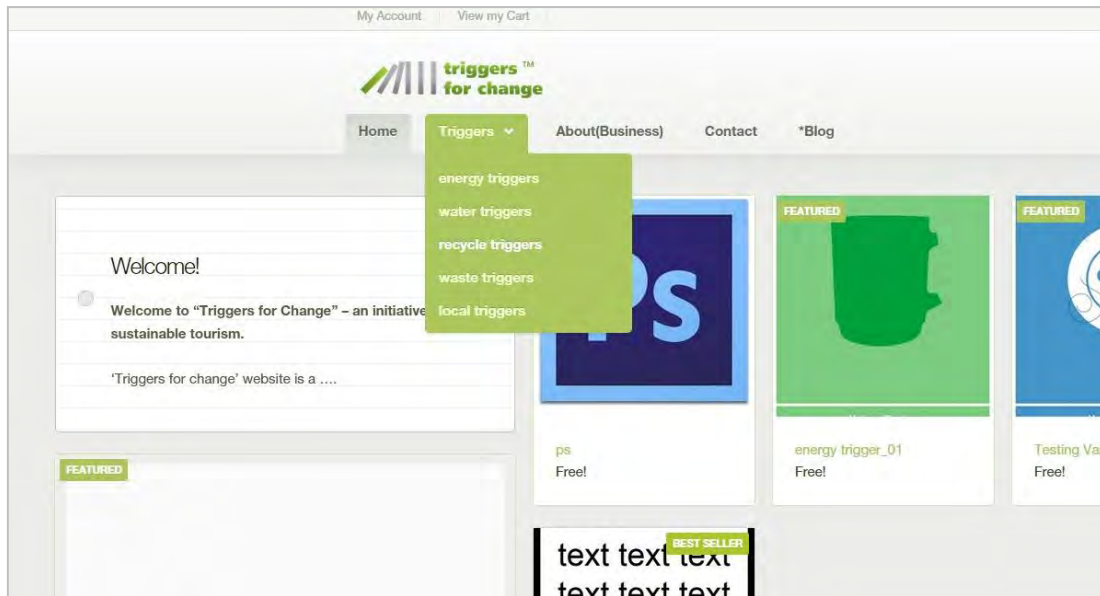 My Account View my Cart
triggers ™
for change
Home Triggers About(Business) Contact *Blog
energy triggers
water triggers
recycle triggers
waste triggers
local triggers
Welcome!
Welcome to “Triggers for Change” – an initiative
sustainable tourism.
‘Triggers for change’ website is a ….
FEATURED
Ps
ps
Free!
FEATURED
energy trigger_01
Free!
FEATURED
Testing Va
Free!
BEST SELLER
text text text
text text text